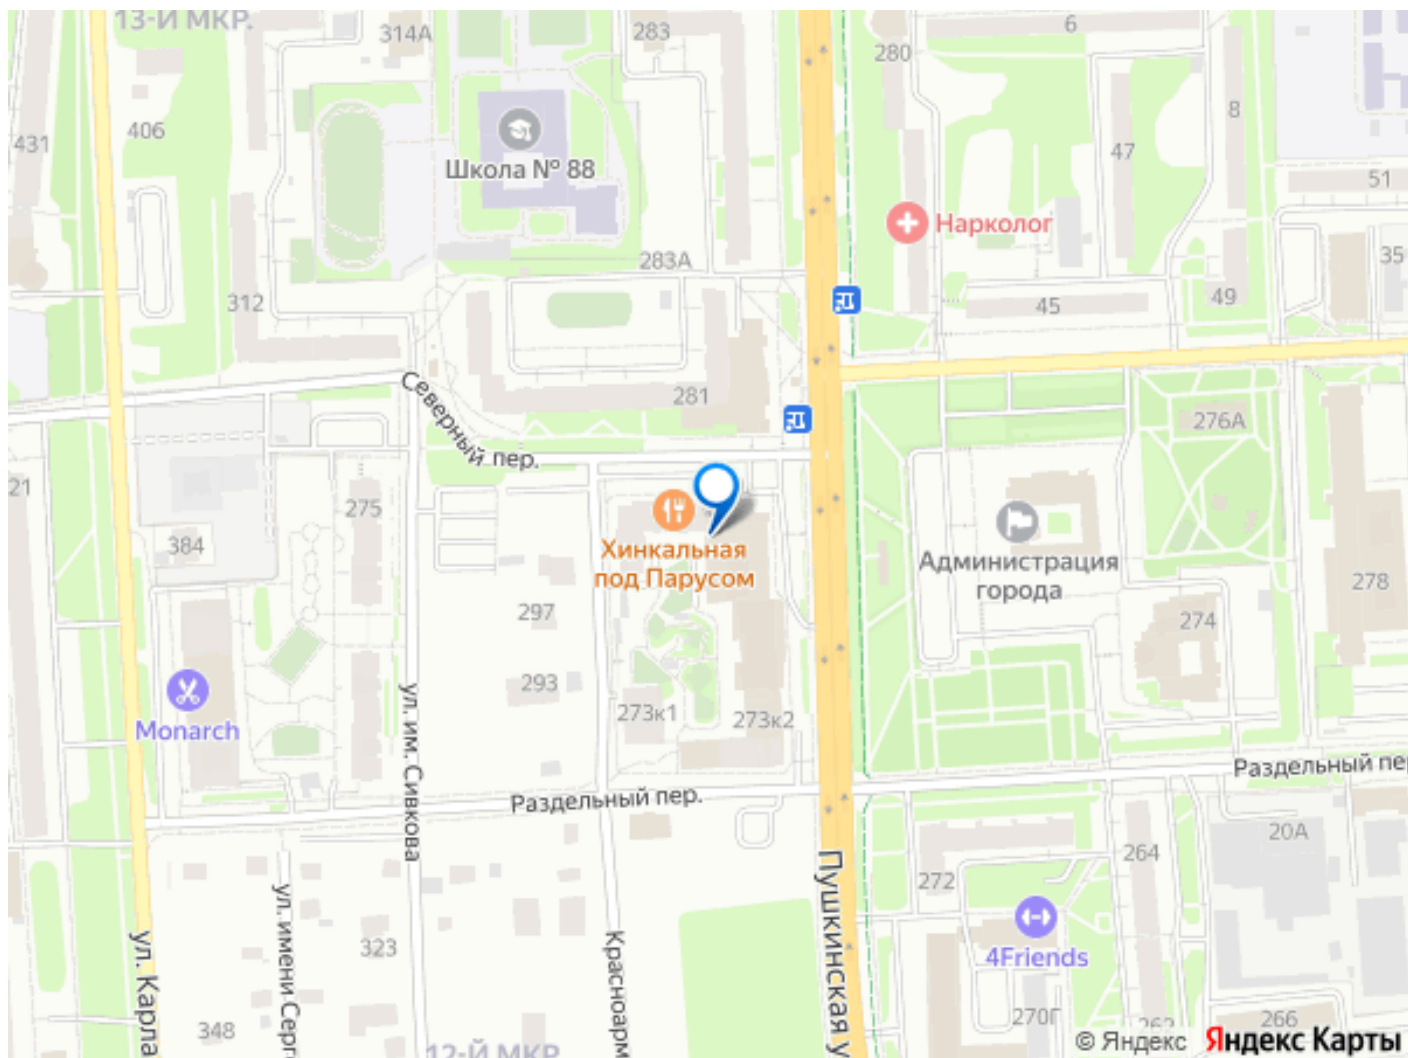 13-Й МКР.
314А
283
6
280
406
431
8
47
Школа № 88
51
Нарколог
35
283А
312
49
45
281
276А
Северный пер.
21
275
384
Хинкальная
под Парусом
Администрация
города
278
297
274
293
273к1
273к2
Monarch
ул. им. Сивкова
Раздельный пер.
Раздельный пер
20А
264
272
Пушкинская у
323
4Friends
ул. Карла
ул. имени Серг
Красноарм
348
270Г
262
266
12-Й МКР
© Яндекс
Яндекс Карты